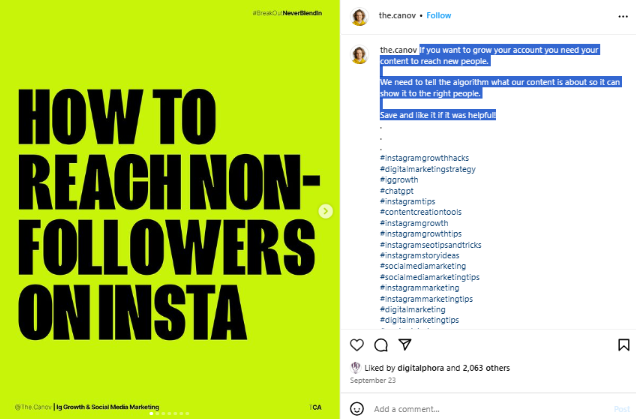 #BreakOutNeverBlendIn
HOW TO
REACH NON-
FOLLOWERS
ON INSTA
@The.Canov | Ig Growth & Social Media Marketing
| CA
the.canov • Follow
the.canov If you want to grow your account you need your
content to reach new people.
We need to tell the algorithm what our content is about so it can
show it to the right people.
Save and like it if it was helpful!
.
.
.
#instagramgrowthhacks
#digitalmarketingstrategy
#iggrowth
#chatgpt
#instagramtips
#contentcreationtools
#instagramgrowth
#instagramgrowthtips
#instagramseotipsandtricks
#instagramstoryideas
#socialmediamarketing
#socialmediamarketingtips
#instagrammarketing
#instagrammarketingtips
#digitalmarketing
#digitalmarketingtips
Liked by digitalphora and 2,063 others
September 23
Add a comment...
Post